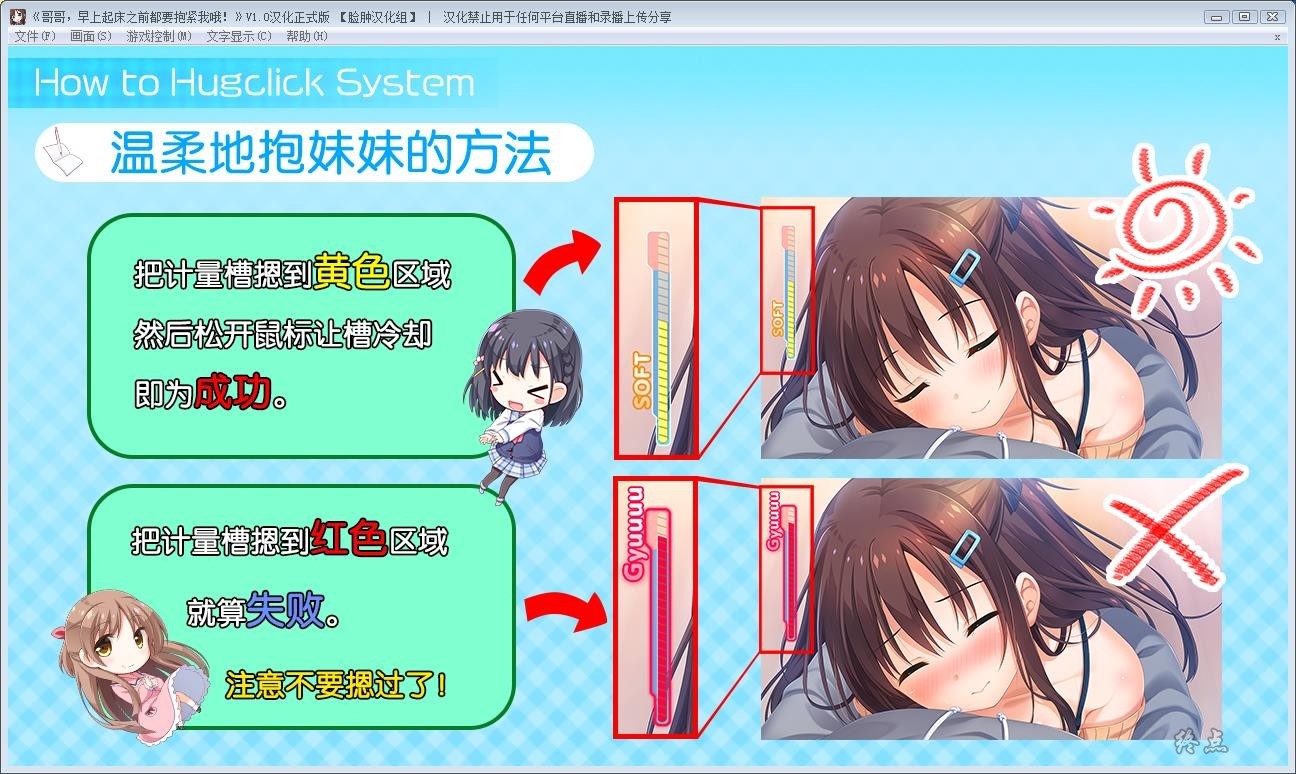 《哥哥，早上起床之前都要抱紧我哦！》V1.0汉化正式版 【脸肿汉化组】 | 汉化禁止用于任何平台直播和录播上传分享
文件(F) 画面(S) 游戏控制(M) 文字显示(C) 帮助(H)
How to Hugclick System
温柔地抱妹妹的方法
把计量槽摁到黄色区域
然后松开鼠标让槽冷却
即为成功。
SOFT
SOFT
把计量槽摁到红色区域
就算失败。
注意不要摁过了!
Gyuuuu
Gyuuuu
终点